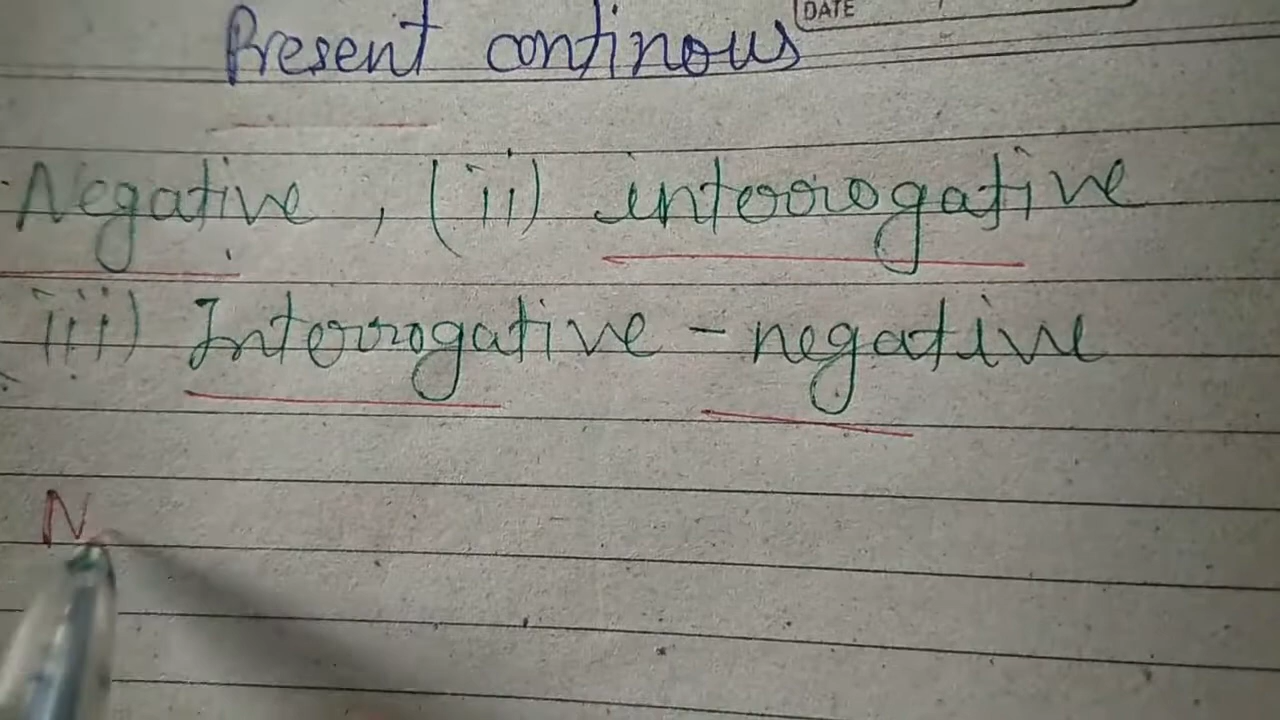 DATE
Present continous
Negative , (ii) interrogative
iii) Interrogative - negative
N